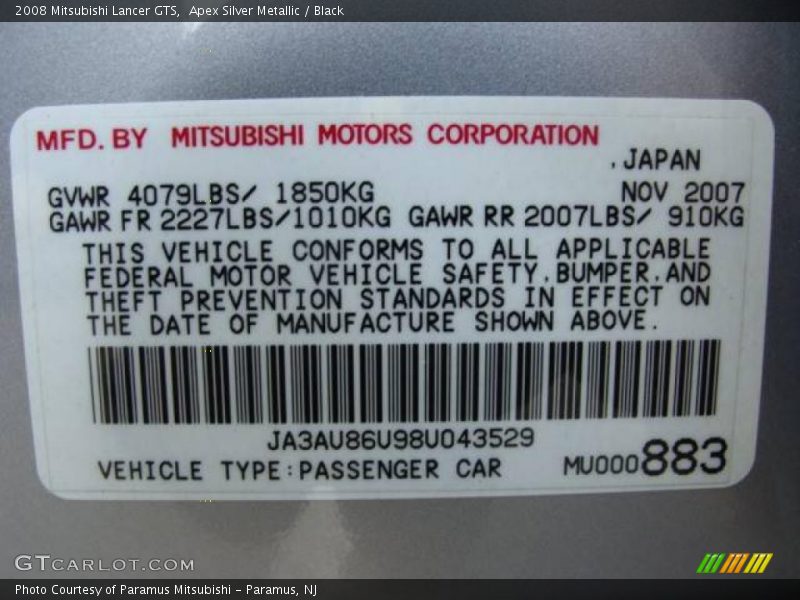 2008 Mitsubishi Lancer GTS,  Apex Silver Metallic / Black
MFD. BY MITSUBISHI MOTORS CORPORATION
.JAPAN
GVWR 4079LBS/ 1850KG NOV 2007
GAWR FR 2227LBS/1010KG GAWR RR 2007LBS/ 910KG
THIS VEHICLE CONFORMS TO ALL APPLICABLE
FEDERAL MOTOR VEHICLE SAFETY.BUMPER.AND
THEFT PREVENTION STANDARDS IN EFFECT ON
THE DATE OF MANUFACTURE SHOWN ABOVE.
JA3AU86U98U043529
VEHICLE TYPE:PASSENGER CAR MU000883
GTCARLOT.COM
Photo Courtesy of Paramus Mitsubishi - Paramus, NJ